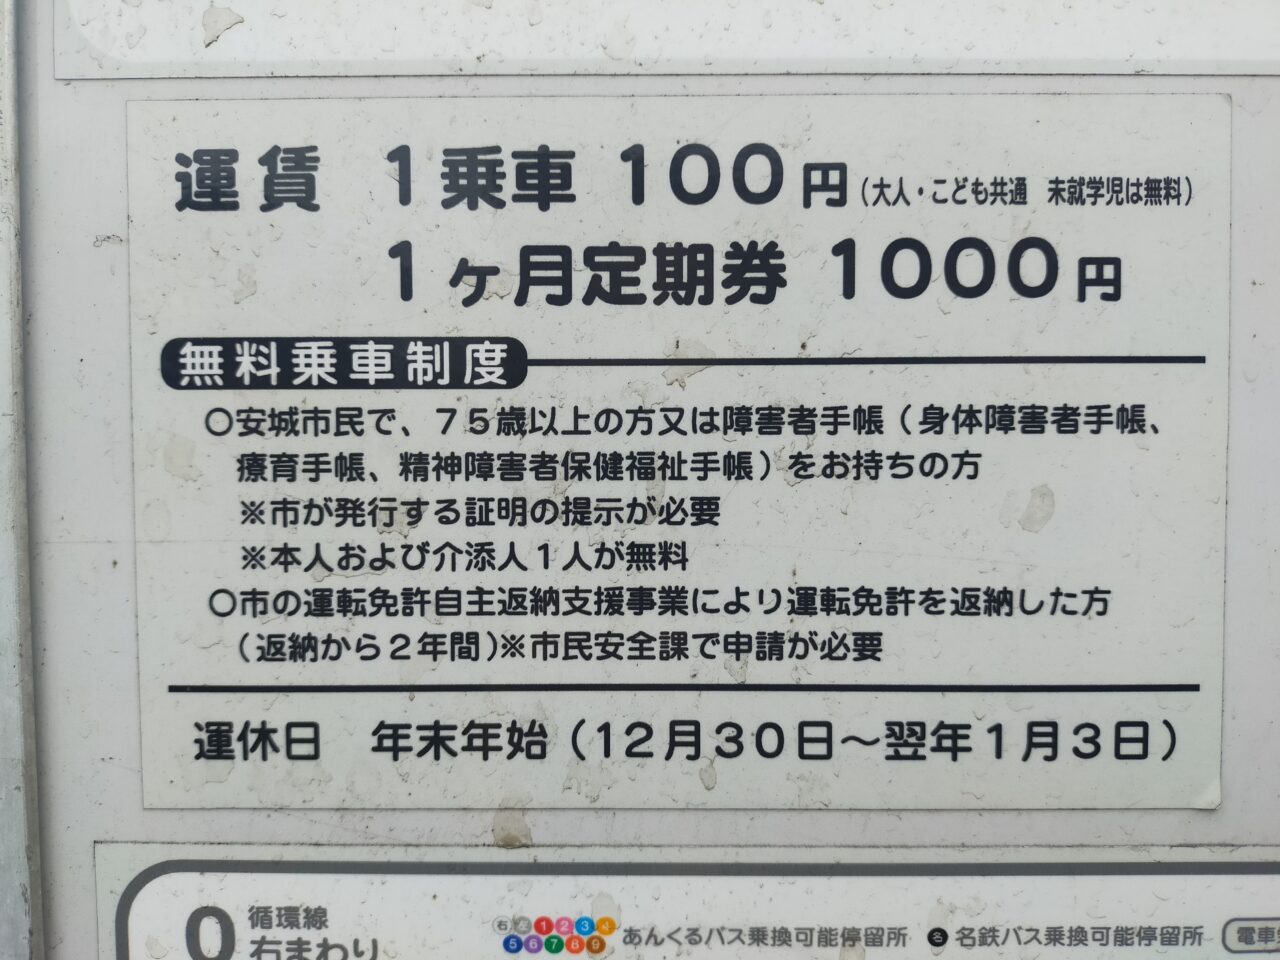 運賃 1乗車 100円(大人・こども共通 未就学児は無料)
1ヶ月定期券 1000円
無料乗車制度
○安城市民で、75歳以上の方又は障害者手帳(身体障害者手帳、
療育手帳、精神障害者保健福祉手帳)をお持ちの方
※市が発行する証明の提示が必要
※本人および介添人1人が無料
○市の運転免許自主返納支援事業により運転免許を返納した方
(返納から2年間)※市民安全課で申請が必要
運休日 年末年始(12月30日〜翌年1月3日)
0 循環線
右まわり
右左1234
56789 あんくるバス乗換可能停留所 名 名鉄バス乗換可能停留所 電車